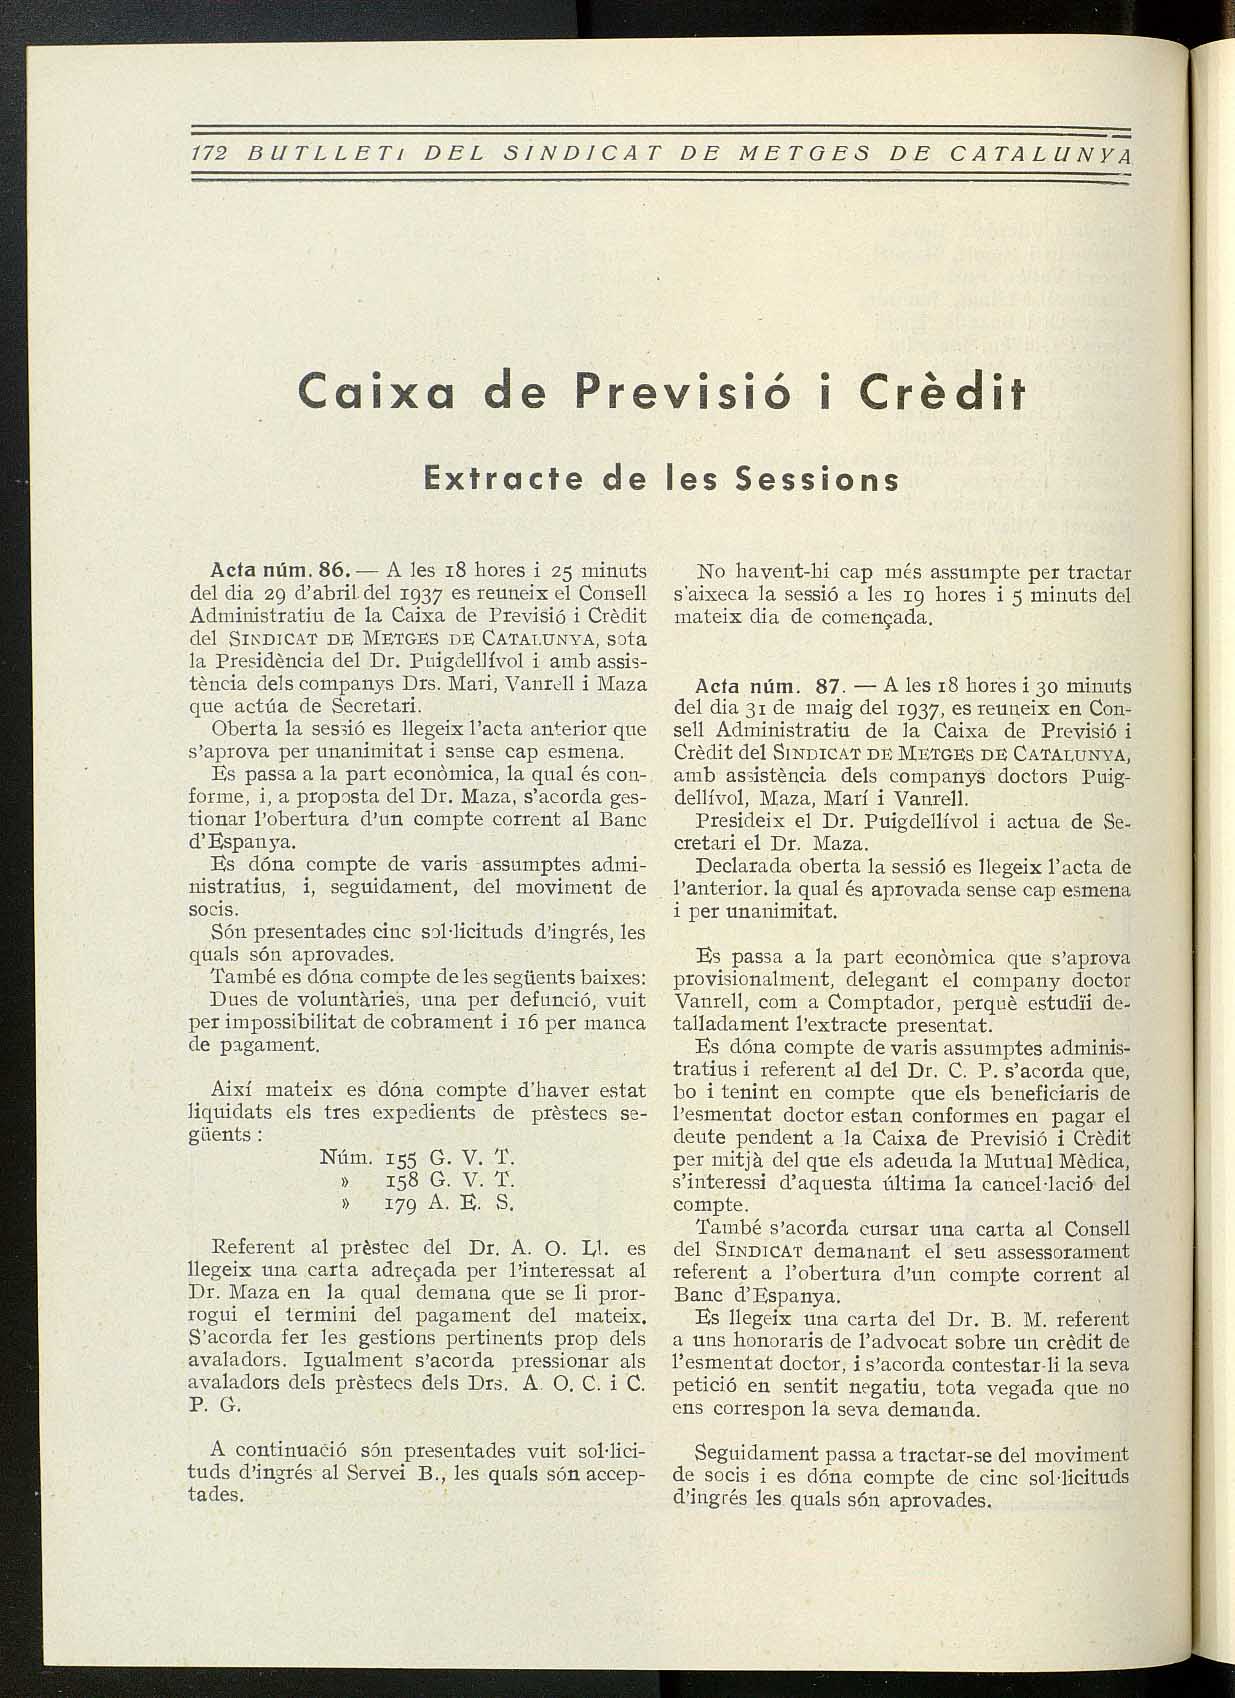 172 BUTLLETI DEL SINDICAT DE METGES DE CATALUNYA
Caixa de Previsió i Crèdit
Extracte de les Sessions
Acta núm. 86. — A les 18 hores i 25 minuts
del dia 29 d'abril del 1937 es reuneix el Consell
Administratiu de la Caixa de Previsió i Crèdit
del SINDICAT DE METGES DE CATALUNYA, sota
la Presidència del Dr. Puigdellívol i amb assis-
tència dels companys Drs. Mari, Vanrell i Maza
que actúa de Secretari.
Oberta la sessió es llegeix l'acta anterior que
s'aprova per unanimitat i sense cap esmena.
Es passa a la part econòmica, la qual és con-
forme, i, a proposta del Dr. Maza, s'acorda ges-
tionar l'obertura d'un compte corrent al Banc
d'Espanya.
Es dóna compte de varis assumptes admi-
nistratius, i, seguidament, del moviment de
socis.
Són presentades cinc sol·licituds d'ingrés, les
quals són aprovades.
També es dóna compte de les següents baixes:
Dues de voluntàries, una per defunció, vuit
per impossibilitat de cobrament i 16 per manca
de pagament.
Així mateix es dóna compte d'haver estat
liquidats els tres expedients de prèstecs se-
güents :
Núm. 155 G. V. T.
» 158 G. V. T.
» 179 A. E. S.
Referent al prèstec del Dr. A. O. Ll. es
llegeix una carta adreçada per l'interessat al
Dr. Maza en la qual demana que se li pror-
rogui el termini del pagament del mateix.
S'acorda fer les gestions pertinents prop dels
avaladors. Igualment s'acorda pressionar als
avaladors dels prèstecs dels Drs. A. O. C. i C.
P. G.
A continuació són presentades vuit sol·lici-
tuds d'ingrés al Servei B., les quals són accep-
tades.
No havent-hi cap més assumpte per tractar
s'aixeca la sessió a les 19 hores i 5 minuts del
mateix dia de començada.
Acta núm. 87. — A les 18 hores i 30 minuts
del dia 31 de maig del 1937, es reuneix en Con-
sell Administratiu de la Caixa de Previsió i
Crèdit del SINDICAT DE METGES DE CATALUNYA,
amb assistència dels companys doctors Puig-
dellívol, Maza, Marí i Vanrell.
Presideix el Dr. Puigdellívol i actua de Se-
cretari el Dr. Maza.
Declarada oberta la sessió es llegeix l'acta de
l'anterior. la qual és aprovada sense cap esmena
i per unanimitat.
Es passa a la part econòmica que s'aprova
provisionalment, delegant el company doctor
Vanrell, com a Comptador, perquè estudïi de-
talladament l'extracte presentat.
Es dóna compte de varis assumptes adminis-
tratius i referent al del Dr. C. P. s'acorda que,
bo i tenint en compte que els beneficiaris de
l'esmentat doctor estan conformes en pagar el
deute pendent a la Caixa de Previsió i Crèdit
per mitjà del que els adeuda la Mutual Mèdica,
s'interessi d'aquesta última la cancel·lació del
compte.
També s'acorda cursar una carta al Consell
del SINDICAT demanant el seu assessorament
referent a l'obertura d'un compte corrent al
Banc d'Espanya.
Es llegeix una carta del Dr. B. M. referent
a uns honoraris de l'advocat sobre un crèdit de
l'esmentat doctor, i s'acorda contestar-li la seva
petició en sentit negatiu, tota vegada que no
ens correspon la seva demanda.
Seguidament passa a tractar-se del moviment
de socis i es dóna compte de cinc sol·licituds
d'ingrés les quals són aprovades.